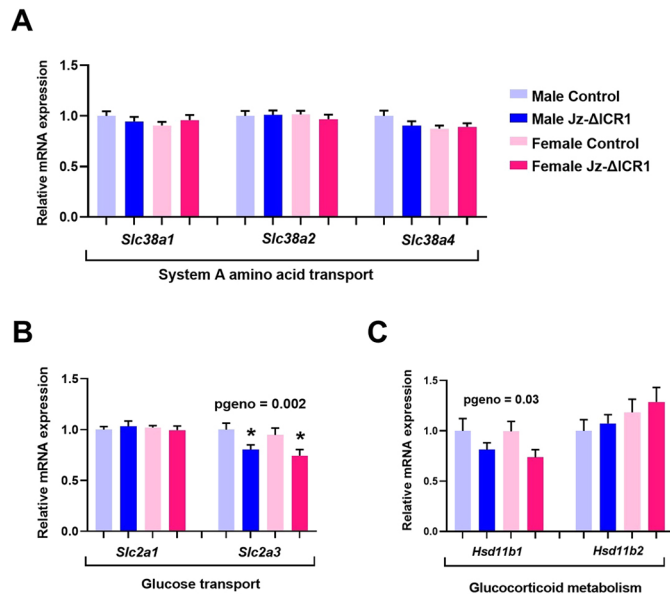 A
Relative mRNA expression
1.5
1.0
0.5
0.0
Slc38a1 Slc38a2 Slc38a4
System A amino acid transport
Male Control
Male Jz-ΔICR1
Female Control
Female Jz-ΔICR1
B
Relative mRNA expression
1.5
1.0
0.5
0.0
pgeno = 0.002
* *
Slc2a1 Slc2a3
Glucose transport
C
Relative mRNA expression
1.5
1.0
0.5
0.0
pgeno = 0.03
Hsd11b1 Hsd11b2
Glucocorticoid metabolism